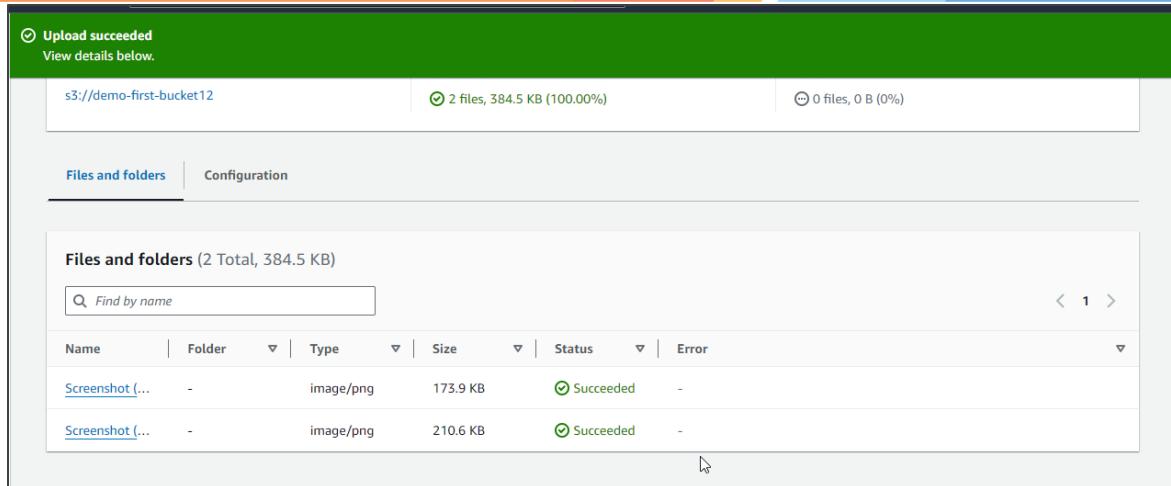 Upload succeeded
View details below.
s3://demo-first-bucket12
2 files, 384.5 KB (100.00%)
0 files, 0 B (0%)
Files and folders
Configuration
Files and folders (2 Total, 384.5 KB)
Find by name
1
Name Folder Type Size Status Error
Screenshot (... - image/png 173.9 KB Succeeded -
Screenshot (... - image/png 210.6 KB Succeeded -